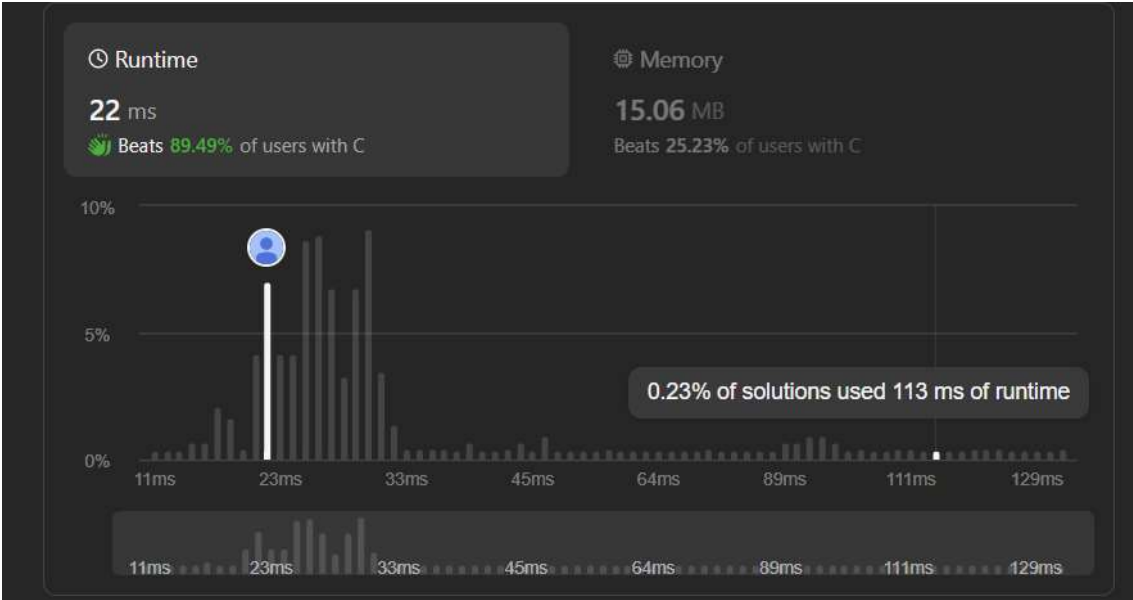 Runtime
22 ms
Beats 89.49% of users with C
Memory
15.06 MB
Beats 25.23% of users with C
10%
5%
0%
0.23% of solutions used 113 ms of runtime
11ms 23ms 33ms 45ms 64ms 89ms 111ms 129ms
11ms 23ms 33ms 45ms 64ms 89ms 111ms 129ms